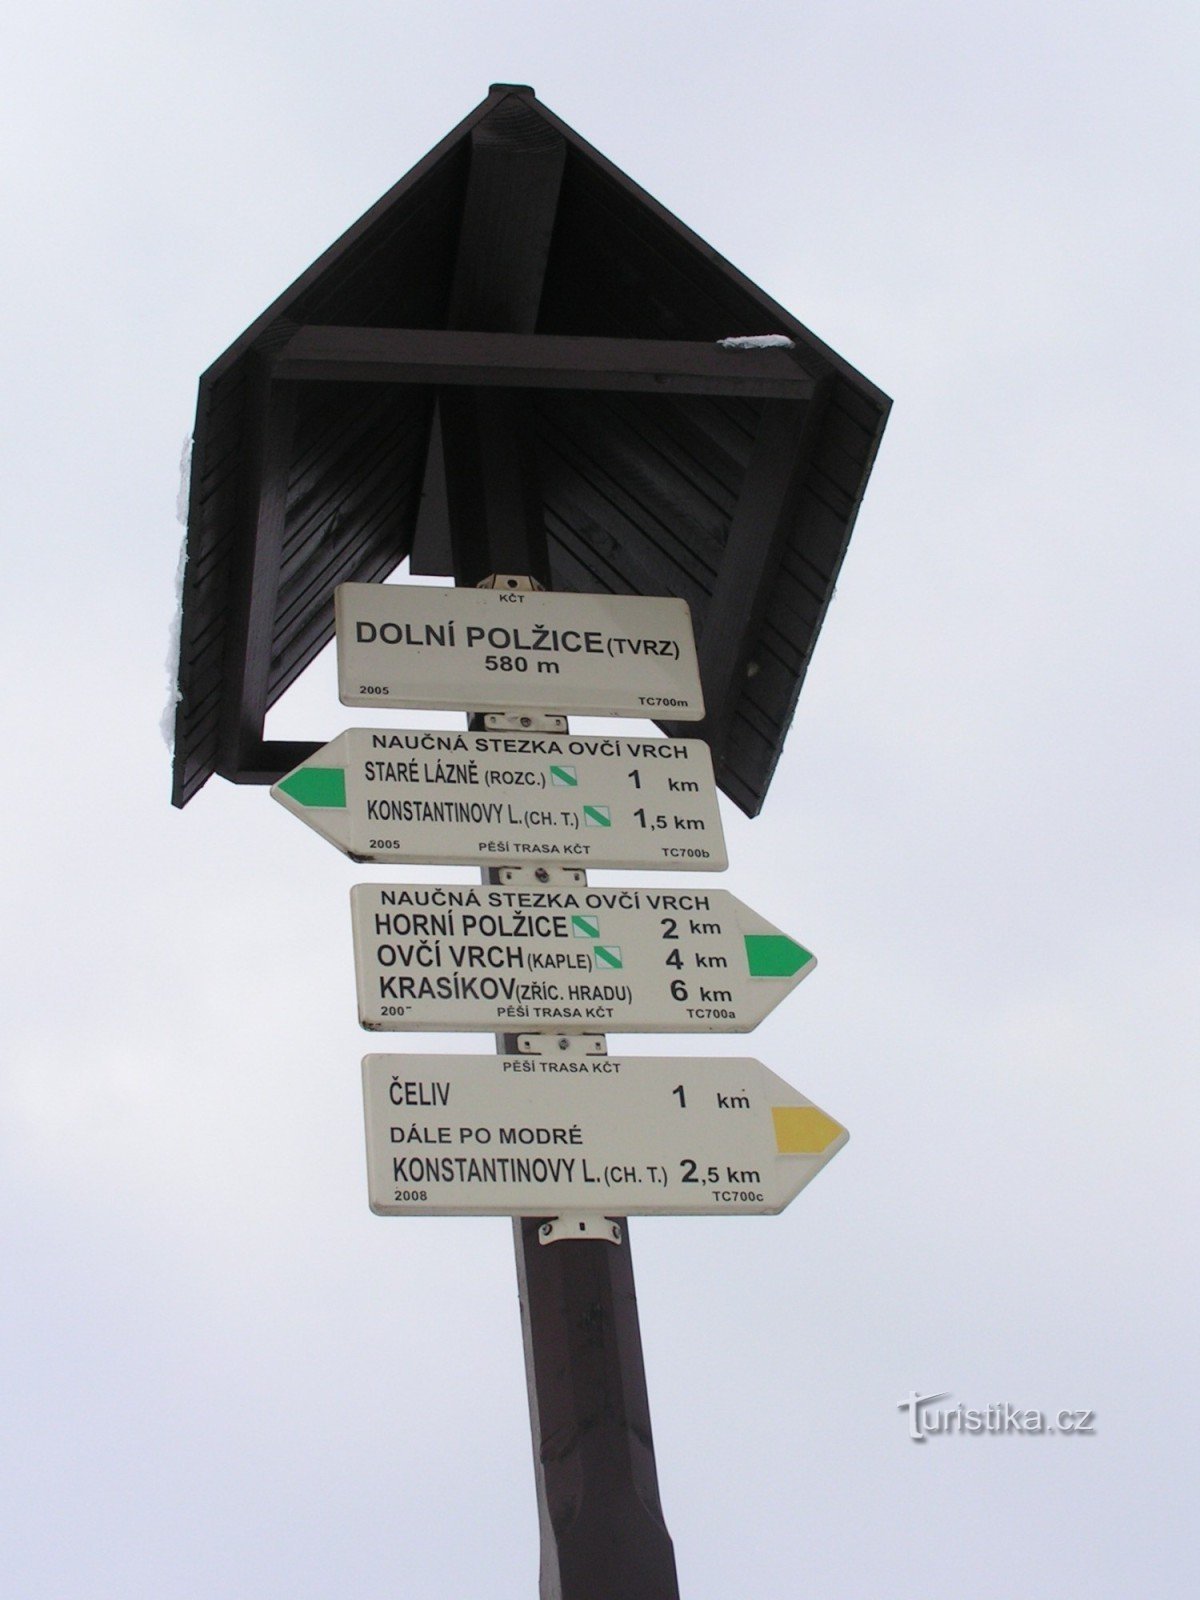 KČT
DOLNÍ POLŽICE (TVRZ)
580 m
2005 TC700m
NAUČNÁ STEZKA OVČÍ VRCH
STARÉ LÁZNĚ (ROZC.) 1 km
KONSTANTINOVY L. (CH. T.) 1,5 km
2005 PĚŠÍ TRASA KČT TC700b
NAUČNÁ STEZKA OVČÍ VRCH
HORNÍ POLŽICE 2 km
OVČÍ VRCH (KAPLE) 4 km
KRASÍKOV (ZŘÍC. HRADU) 6 km
PĚŠÍ TRASA KČT TC700a
PĚŠÍ TRASA KČT
ČELIV 1 km
DÁLE PO MODRÉ
KONSTANTINOVY L. (CH. T.) 2,5 km
2008 TC700c
Turistika.cz